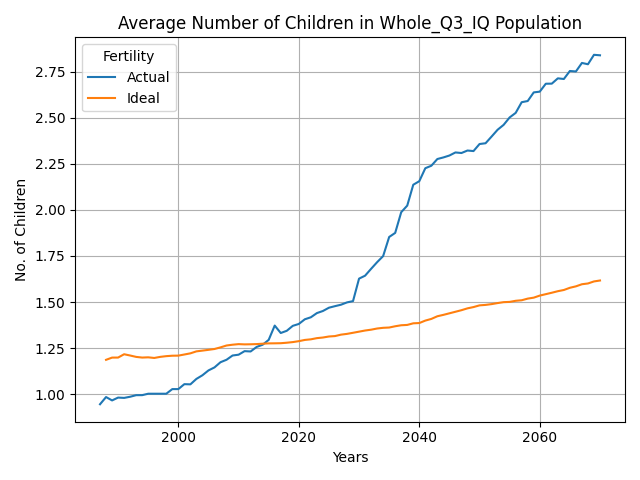 Average Number of Children in Whole_Q3_IQ Population
Fertility
Actual
Ideal
No. of Children
2.75
2.50
2.25
2.00
1.75
1.50
1.25
1.00
2000 2020 2040 2060
Years